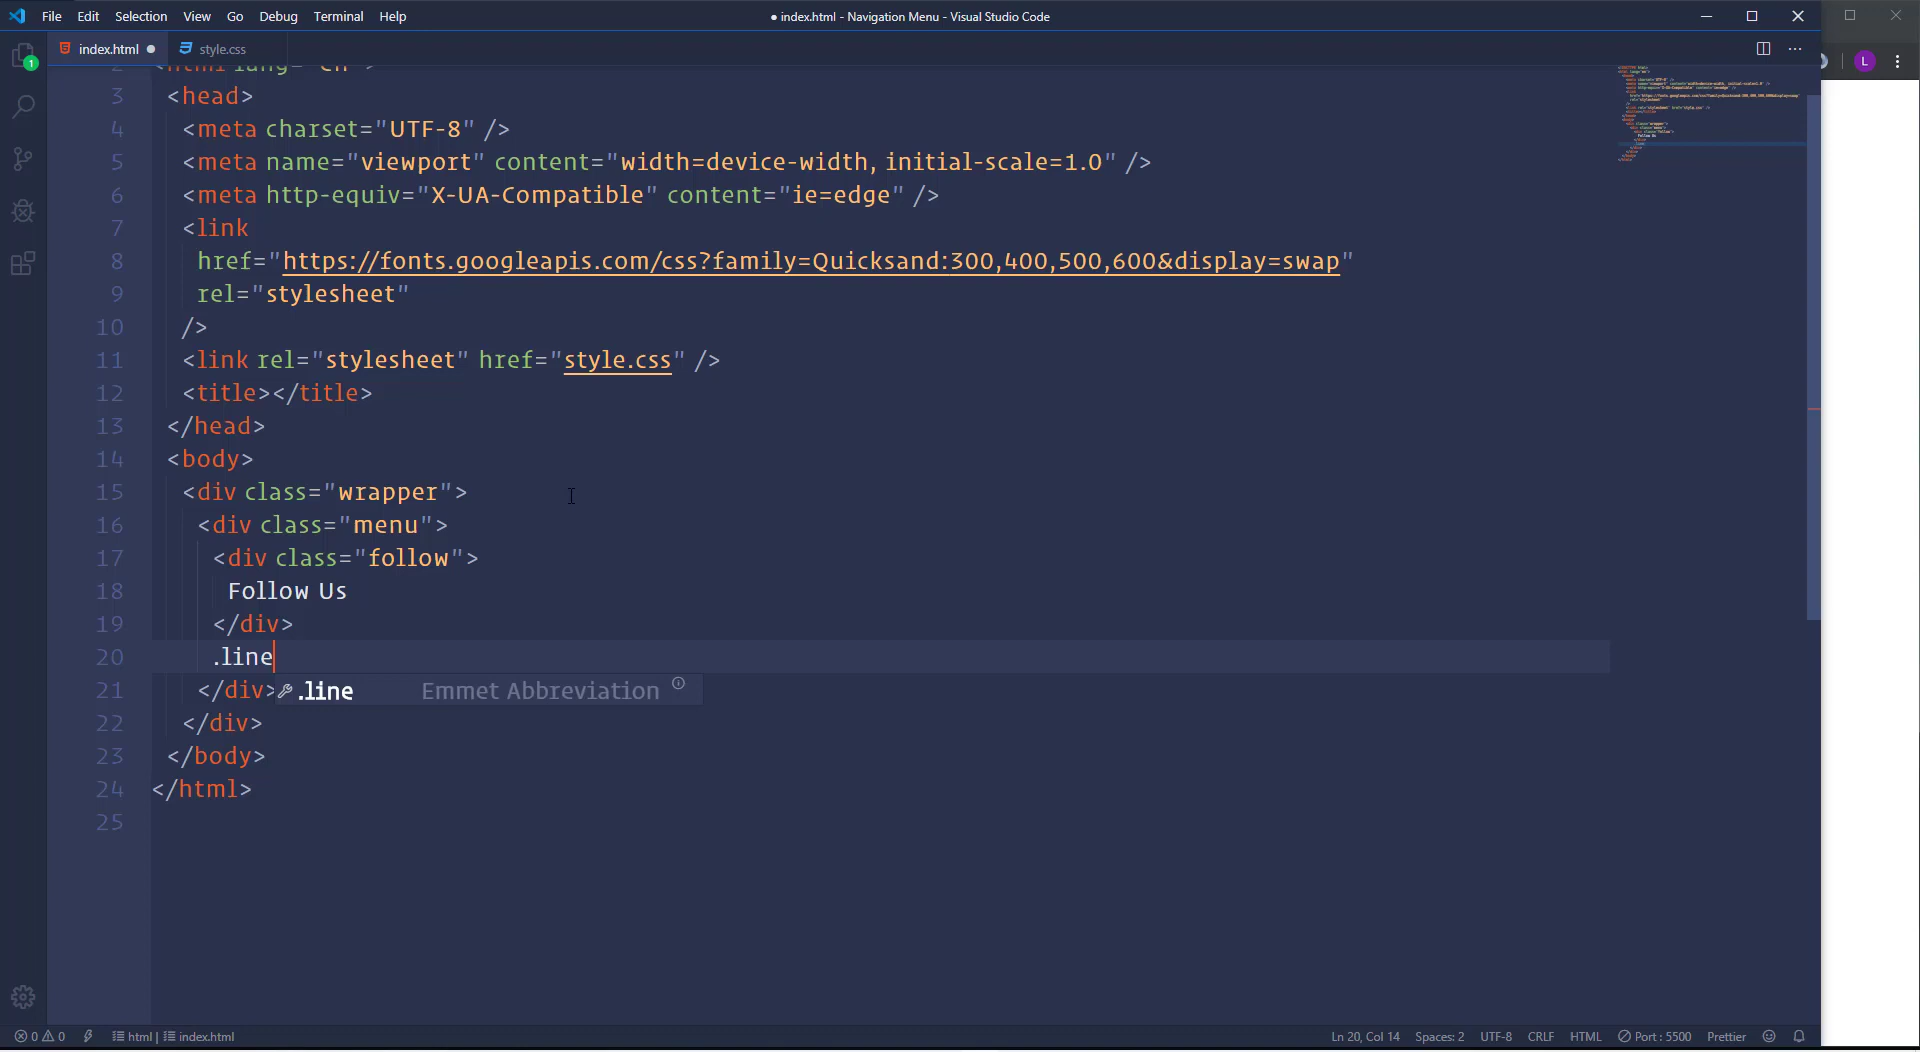 File Edit Selection View Go Debug Terminal Help
● index.html - Navigation Menu - Visual Studio Code
index.html ●
style.css
L
1
2 <html lang="en">
3 <head>
4 <meta charset="UTF-8" />
5 <meta name="viewport" content="width=device-width, initial-scale=1.0" />
6 <meta http-equiv="X-UA-Compatible" content="ie=edge" />
7 <link
8 href="https://fonts.googleapis.com/css?family=Quicksand:300,400,500,600&display=swap"
9 rel="stylesheet"
10 />
11 <link rel="stylesheet" href="style.css" />
12 <title></title>
13 </head>
14 <body>
15 <div class="wrapper">
16 <div class="menu">
17 <div class="follow">
18 Follow Us
19 </div>
20 .line
21 </div>
.line Emmet Abbreviation
22 </div>
23 </body>
24 </html>
25
0 0 html | index.html
Ln 20, Col 14 Spaces: 2 UTF-8 CRLF HTML Port : 5500 Prettier